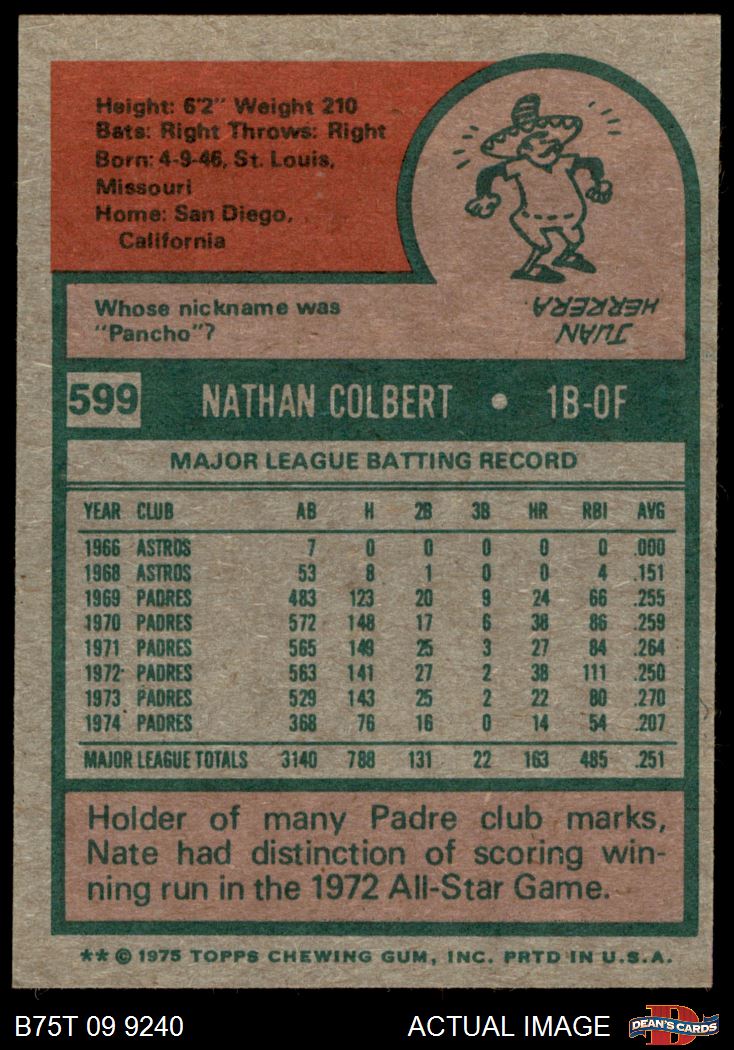 Height: 6'2" Weight 210
Bats: Right Throws: Right
Born: 4-9-46, St. Louis,
Missouri
Home: San Diego,
California
Whose nickname was
"Pancho"?
JUAN
HERRERA
599 NATHAN COLBERT • 1B-OF
MAJOR LEAGUE BATTING RECORD
YEAR CLUB AB H 2B 3B HR RBI AVG
1966 ASTROS 7 0 0 0 0 0 .000
1968 ASTROS 53 8 1 0 0 4 .151
1969 PADRES 483 123 20 9 24 66 .255
1970 PADRES 572 148 17 6 38 86 .259
1971 PADRES 565 149 25 3 27 84 .264
1972 PADRES 563 141 27 2 38 111 .250
1973 PADRES 529 143 25 2 22 80 .270
1974 PADRES 368 76 16 0 14 54 .207
MAJOR LEAGUE TOTALS 3140 788 131 22 163 485 .251
Holder of many Padre club marks,
Nate had distinction of scoring win-
ning run in the 1972 All-Star Game.
** © 1975 TOPPS CHEWING GUM, INC. PRTD IN U.S.A.
B75T 09 9240 ACTUAL IMAGE DEAN'S CARDS